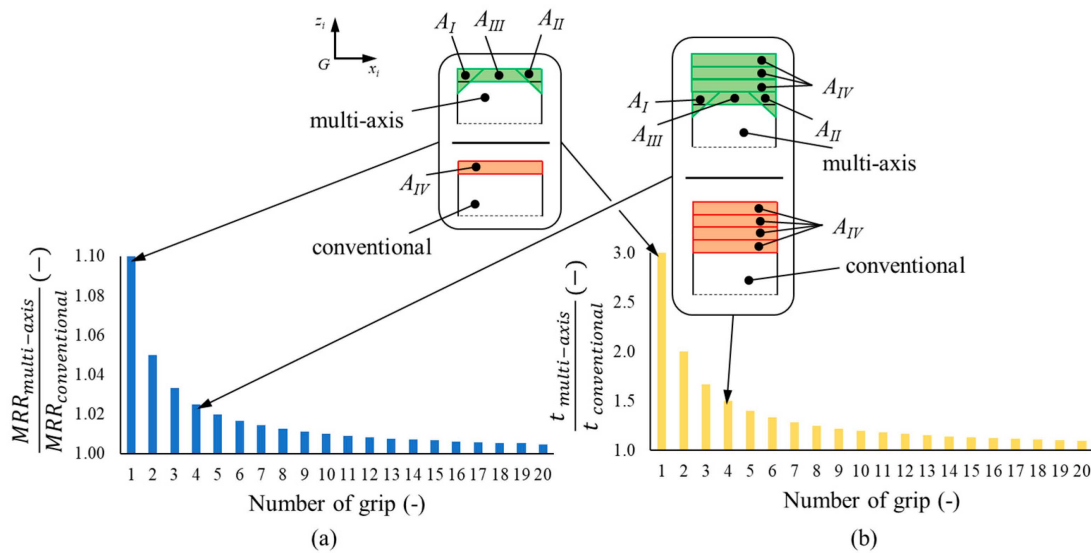 z_i
G
x_i
A_I A_III A_II
multi-axis
A_IV
conventional
A_IV
A_I
A_III
A_II
multi-axis
A_IV
conventional
MRR_multi−axis / MRR_conventional (−)
1.10
1.08
1.06
1.04
1.02
1.00
1 2 3 4 5 6 7 8 9 10 11 12 13 14 15 16 17 18 19 20
Number of grip (-)
(a)
t_multi−axis / t_conventional (−)
3.0
2.5
2.0
1.5
1.0
1 2 3 4 5 6 7 8 9 10 11 12 13 14 15 16 17 18 19 20
Number of grip (-)
(b)